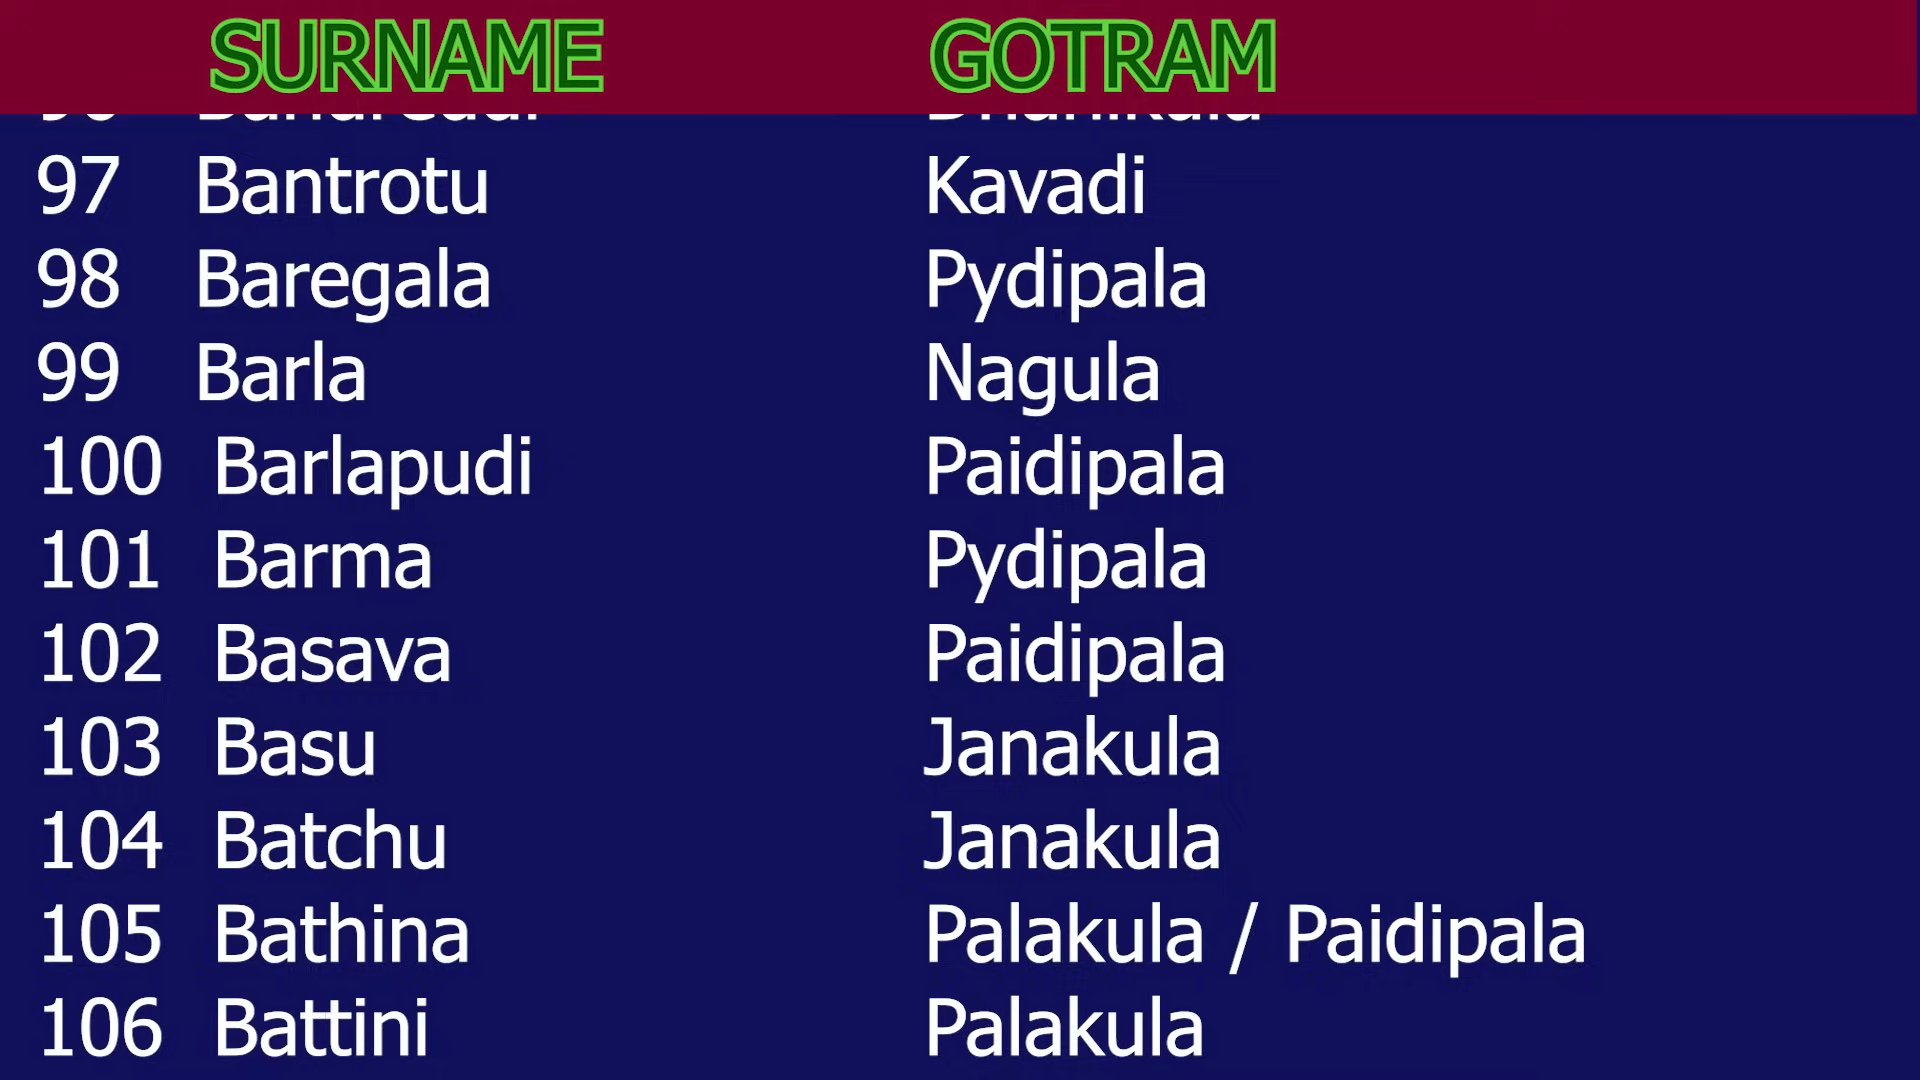 SURNAME GOTRAM
97 Bantrotu Kavadi
98 Baregala Pydipala
99 Barla Nagula
100 Barlapudi Paidipala
101 Barma Pydipala
102 Basava Paidipala
103 Basu Janakula
104 Batchu Janakula
105 Bathina Palakula / Paidipala
106 Battini Palakula